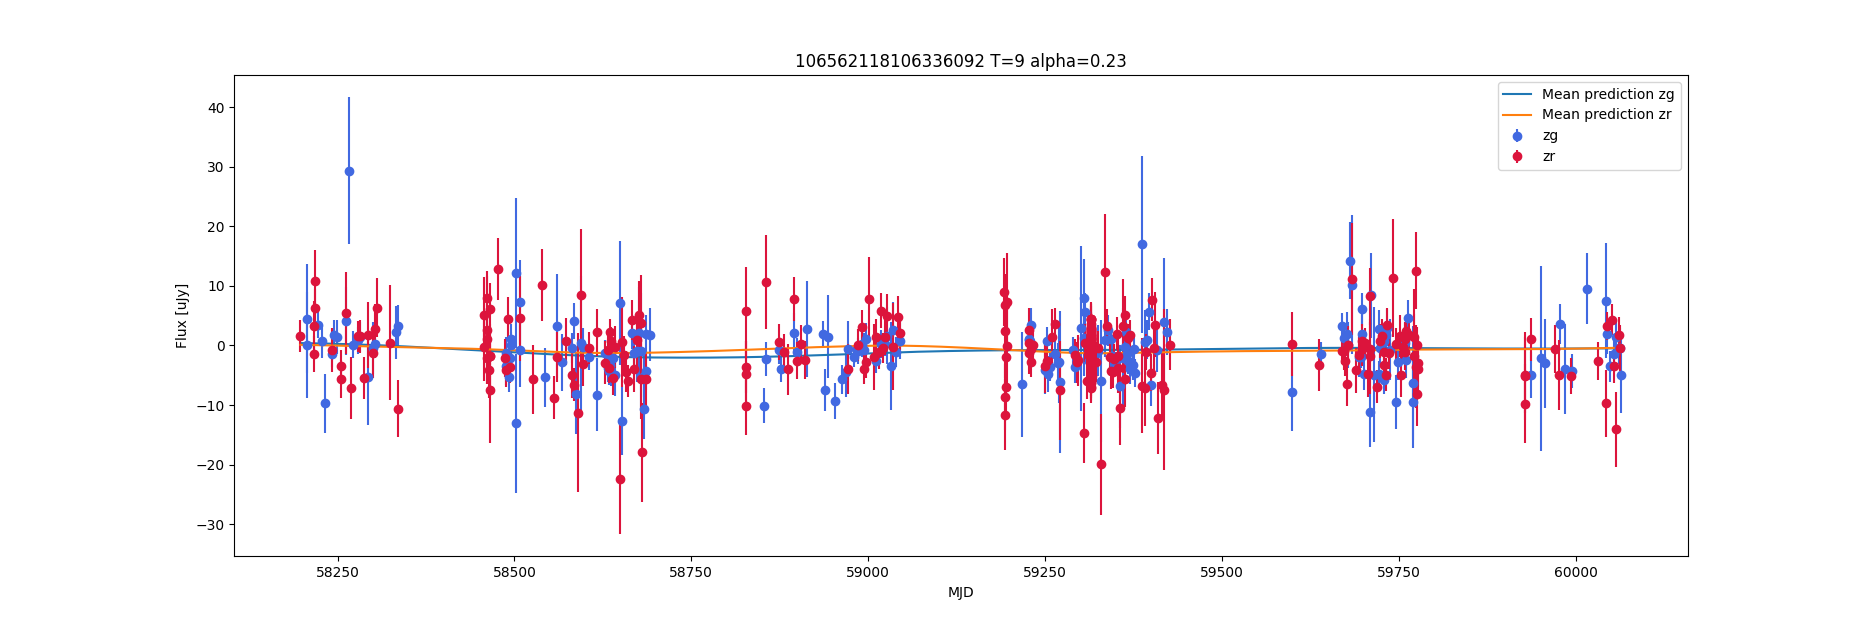 106562118106336092 T=9 alpha=0.23
Mean prediction zg
Mean prediction zr
zg
zr
Flux [uJy]
40
30
20
10
0
−10
−20
−30
58250 58500 58750 59000 59250 59500 59750 60000
MJD